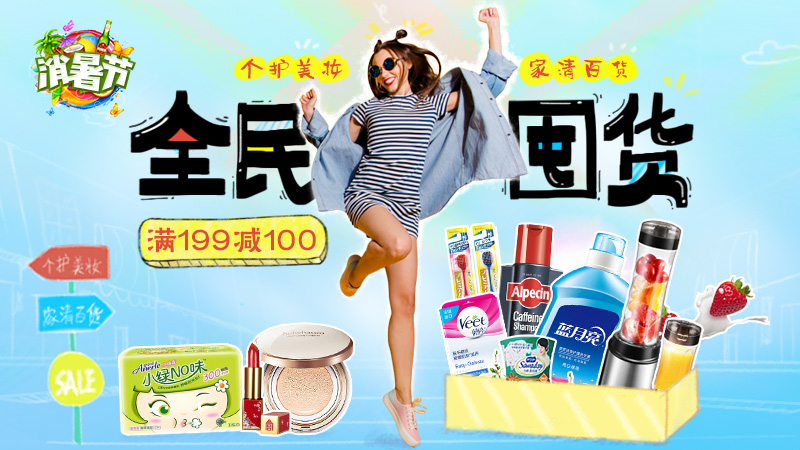 消暑节
个护美妆
家清百货
全民
囤货
满199减100
个护美妆
家清百货
SALE
Anerle
小绿NO味
Alpecin
Caffeine
Shampoo
Veet
蓝月亮